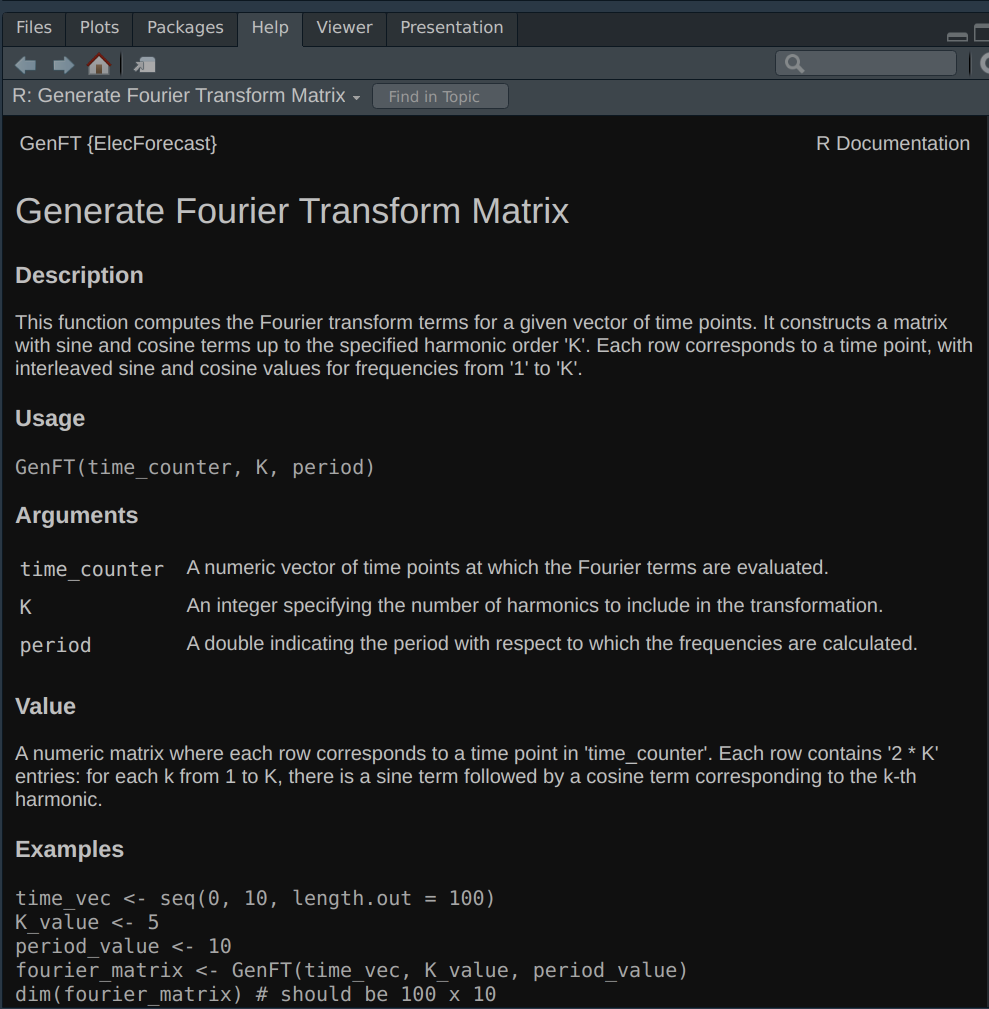 Files Plots Packages Help Viewer Presentation
R: Generate Fourier Transform Matrix Find in Topic
GenFT {ElecForecast} R Documentation
Generate Fourier Transform Matrix
Description
This function computes the Fourier transform terms for a given vector of time points. It constructs a matrix
with sine and cosine terms up to the specified harmonic order 'K'. Each row corresponds to a time point, with
interleaved sine and cosine values for frequencies from '1' to 'K'.
Usage
GenFT(time_counter, K, period)
Arguments
time_counter A numeric vector of time points at which the Fourier terms are evaluated.
K An integer specifying the number of harmonics to include in the transformation.
period A double indicating the period with respect to which the frequencies are calculated.
Value
A numeric matrix where each row corresponds to a time point in 'time_counter'. Each row contains '2 * K'
entries: for each k from 1 to K, there is a sine term followed by a cosine term corresponding to the k-th
harmonic.
Examples
time_vec <- seq(0, 10, length.out = 100)
K_value <- 5
period_value <- 10
fourier_matrix <- GenFT(time_vec, K_value, period_value)
dim(fourier_matrix) # should be 100 x 10